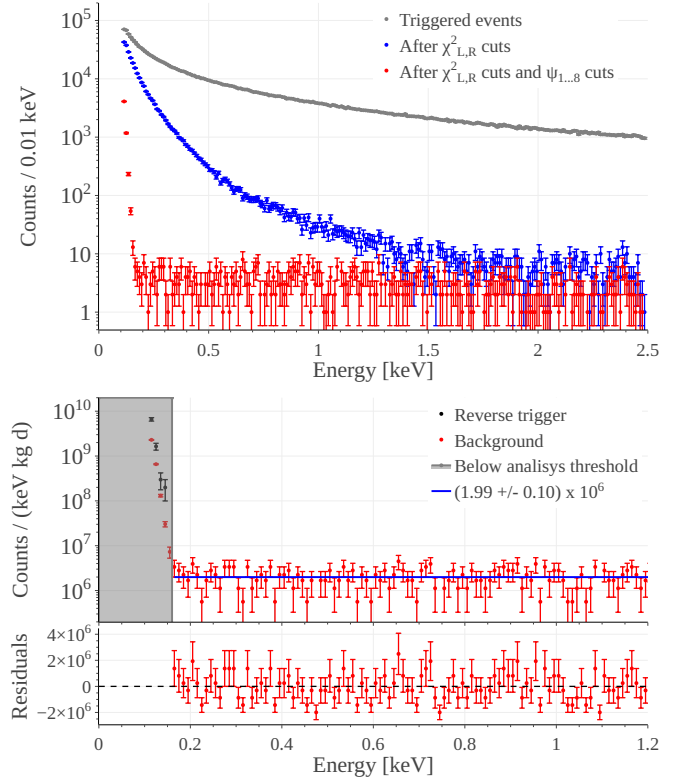 Triggered events
After χ²L,R cuts
After χ²L,R cuts and ψ1...8 cuts
Counts / 0.01 keV
10⁵
10⁴
10³
10²
10
1
0
0.5
1
1.5
2
2.5
Energy [keV]
Reverse trigger
Background
Below analisys threshold
(1.99 +/- 0.10) x 10⁶
Counts / (keV kg d)
10¹⁰
10⁹
10⁸
10⁷
10⁶
Residuals
4×10⁶
2×10⁶
0
−2×10⁶
0
0.2
0.4
0.6
0.8
1
1.2
Energy [keV]